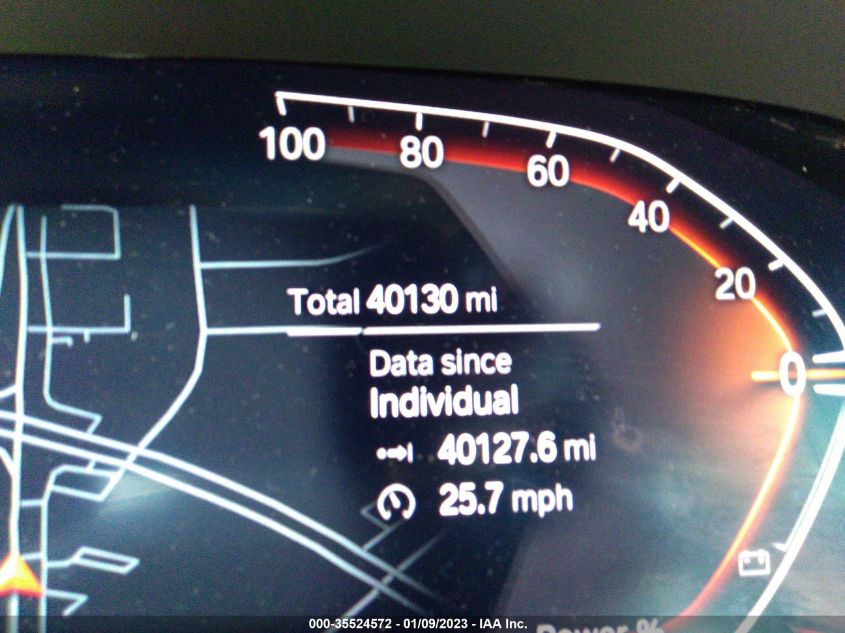 100
80
60
40
20
0
Total 40130 mi
Data since
Individual
40127.6 mi
25.7 mph
Power %
000-35524572 - 01/09/2023 - IAA Inc.